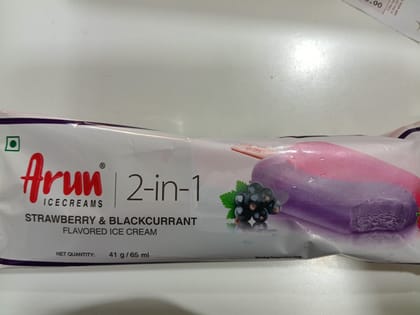 Arun®
ICECREAMS
2-in-1
STRAWBERRY & BLACKCURRANT
FLAVORED ICE CREAM
NET QUANTITY: 41 g / 65 ml